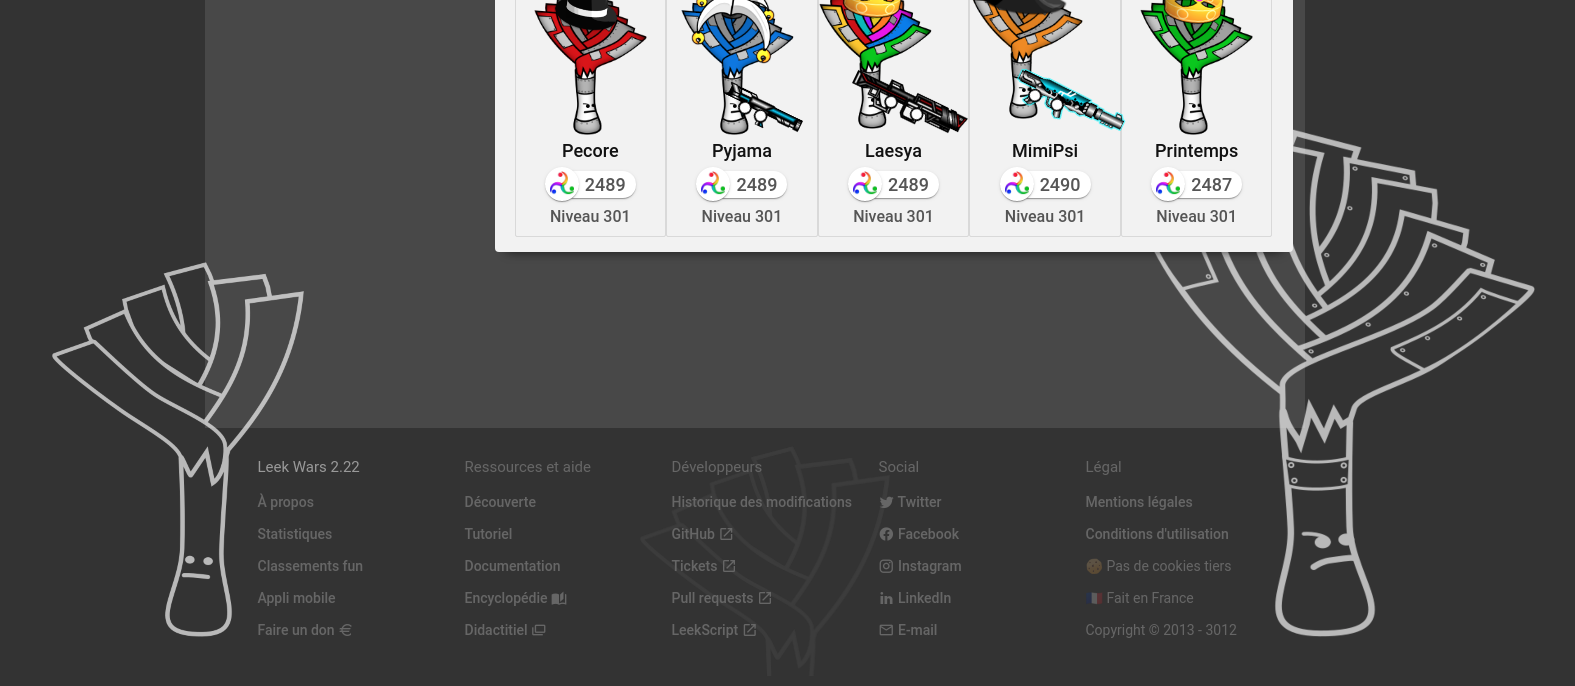 Pecore
2489
Niveau 301
Pyjama
2489
Niveau 301
Laesya
2489
Niveau 301
MimiPsi
2490
Niveau 301
Printemps
2487
Niveau 301
Leek Wars 2.22
À propos
Statistiques
Classements fun
Appli mobile
Faire un don €
Ressources et aide
Découverte
Tutoriel
Documentation
Encyclopédie
Didactitiel
Développeurs
Historique des modifications
GitHub
Tickets
Pull requests
LeekScript
Social
Twitter
Facebook
Instagram
LinkedIn
E-mail
Légal
Mentions légales
Conditions d'utilisation
Pas de cookies tiers
Fait en France
Copyright © 2013 - 3012